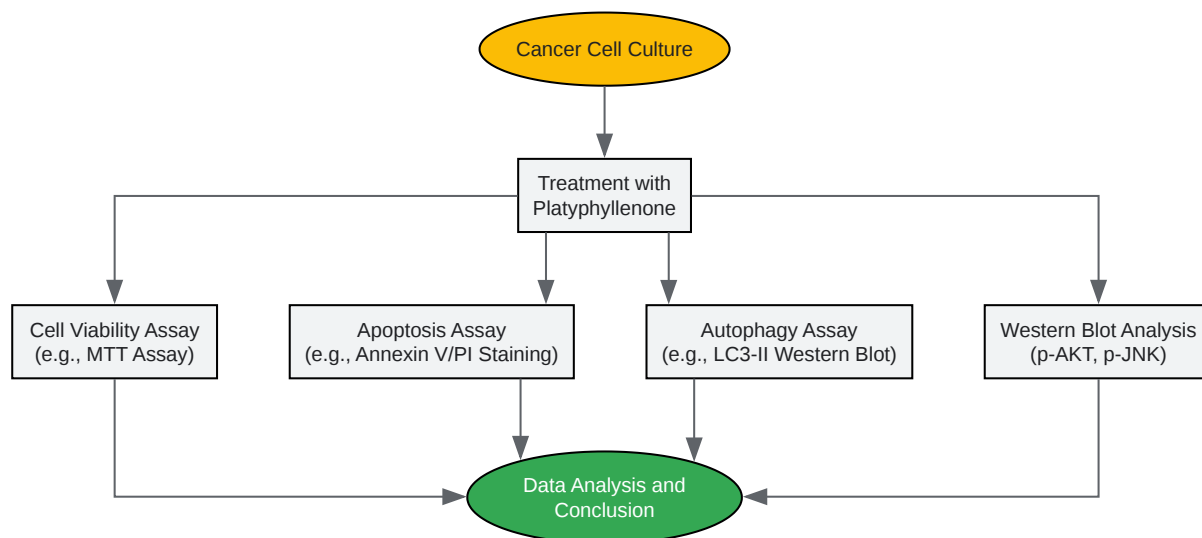 Cancer Cell Culture
Treatment with
Platyphyllenone
Cell Viability Assay
(e.g., MTT Assay)
Apoptosis Assay
(e.g., Annexin V/PI Staining)
Autophagy Assay
(e.g., LC3-II Western Blot)
Western Blot Analysis
(p-AKT, p-JNK)
Data Analysis and
Conclusion